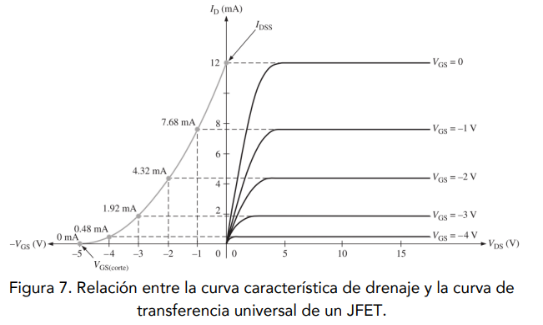 I_D (mA)
I_DSS
12
V_GS = 0
7.68 mA
8
V_GS = –1 V
6
4.32 mA
4
V_GS = –2 V
1.92 mA
2
V_GS = –3 V
0.48 mA
0 mA
V_GS = –4 V
–V_GS (V)
–5 –4 –3 –2 –1 0 0 5 10 15
V_DS (V)
V_GS(corte)
Figura 7. Relación entre la curva característica de drenaje y la curva de
transferencia universal de un JFET.